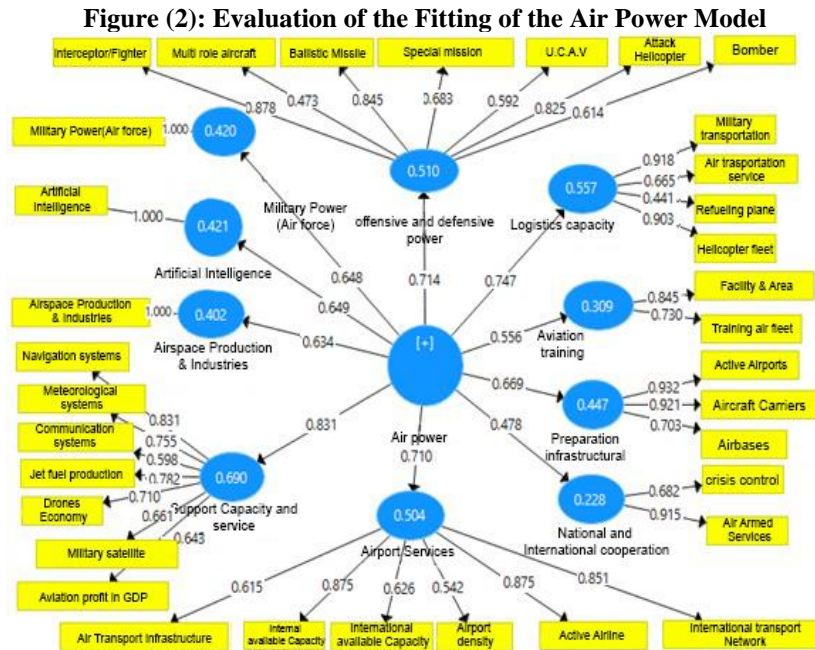 Figure (2): Evaluation of the Fitting of the Air Power Model
Interceptor/Fighter
Multi role aircraft
Ballistic Missile
Special mission
U.C.A.V
Attack
Helicopter
Bomber
0.878
0.473
0.845
0.683
0.592
0.825
0.614
0.510
offensive and defensive
power
Military Power(Air force)
1.000
0.420
Military Power
(Air force)
Artificial
Intelligence
1.000
0.421
Artificial Intelligence
Airspace Production
& Industries
1.000
0.402
Airspace Production
& Industries
0.648
0.649
0.634
0.714
0.747
0.556
0.669
0.478
0.710
0.831
[+]
Air power
Military
transportation
Air trasportation
service
Refueling plane
Helicopter fleet
0.918
0.665
0.441
0.903
0.557
Logistics capacity
Facility & Area
Training air fleet
0.845
0.730
0.309
Aviation
training
Active Airports
Aircraft Carriers
Airbases
0.932
0.921
0.703
0.447
Preparation
infrastructural
crisis control
Air Armed
Services
0.682
0.915
0.228
National and
International cooperation
Navigation systems
Meteorological
systems
Communication
systems
Jet fuel production
Drones
Economy
Military satellite
Aviation profit in GDP
0.831
0.755
0.598
0.782
0.710
0.661
0.643
0.690
Support Capacity and
service
0.504
Airport Services
0.615
0.875
0.626
0.542
0.875
0.851
Air Transport Infrastructure
Internal
available Capacity
International
available Capacity
Airport
density
Active Airline
International transport
Network